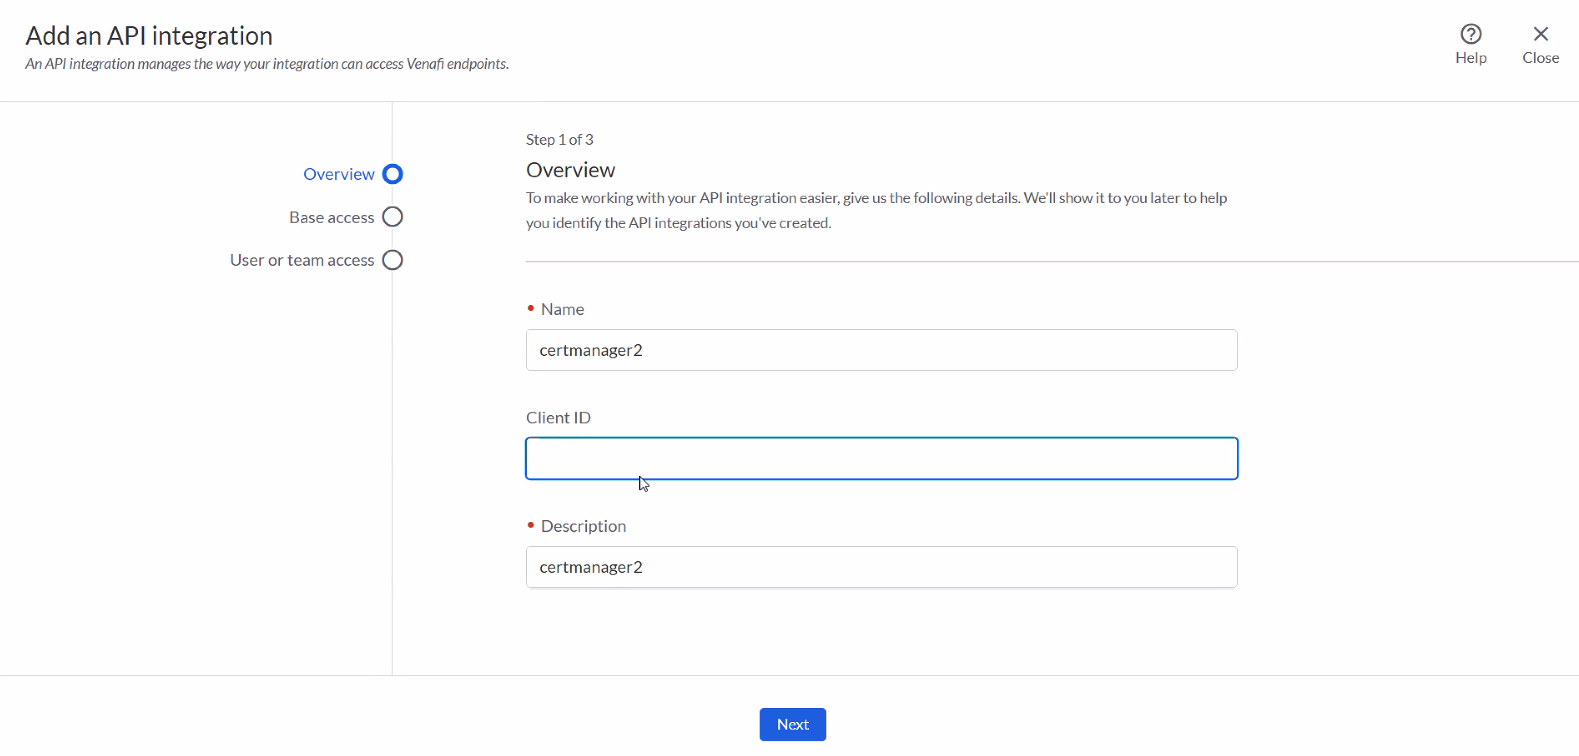 Add an API integration
An API integration manages the way your integration can access Venafi endpoints.
Help
Close
Overview
Base access
User or team access
Step 1 of 3
Overview
To make working with your API integration easier, give us the following details. We'll show it to you later to help
you identify the API integrations you've created.
• Name
certmanager2
Client ID
• Description
certmanager2
Next